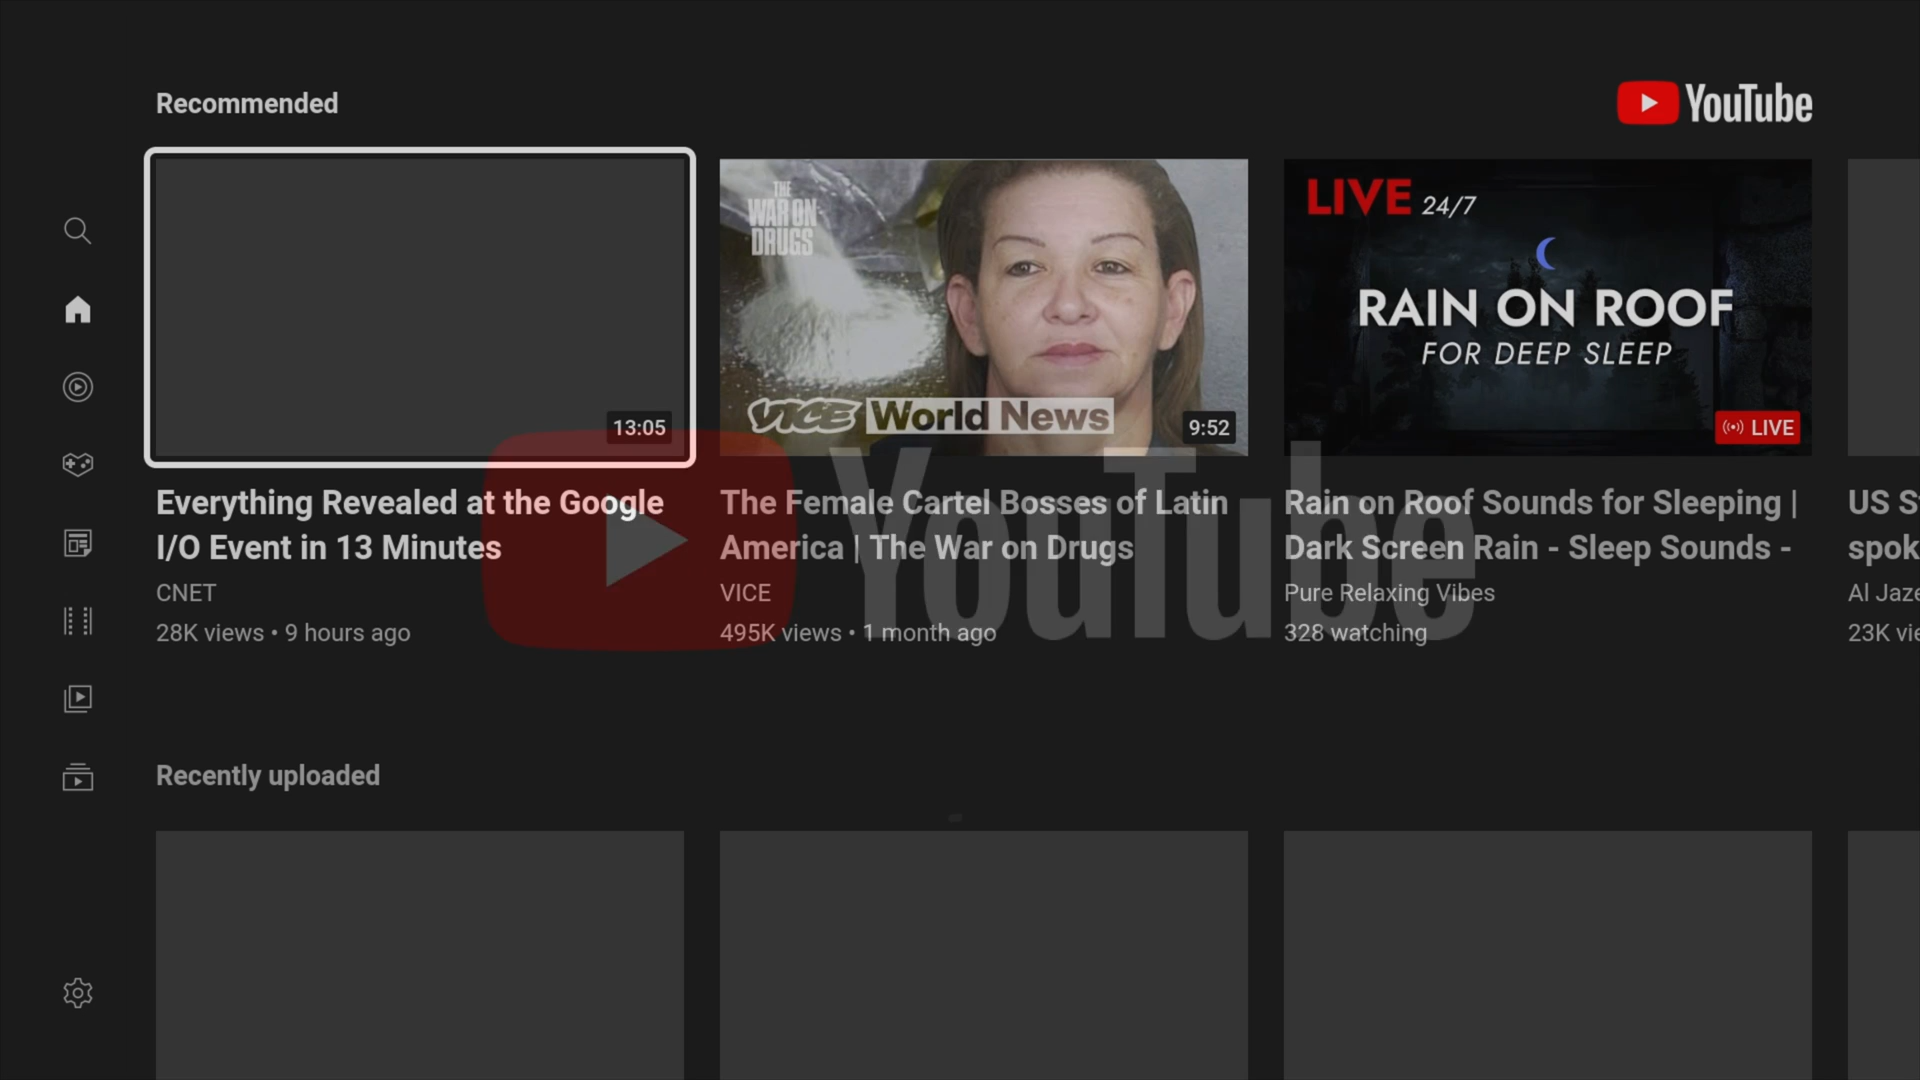 Recommended
YouTube
13:05
THE
WAR ON
DRUGS
VICE World News
9:52
LIVE 24/7
RAIN ON ROOF
FOR DEEP SLEEP
LIVE
Everything Revealed at the Google
I/O Event in 13 Minutes
CNET
28K views • 9 hours ago
The Female Cartel Bosses of Latin
America | The War on Drugs
VICE
495K views • 1 month ago
Rain on Roof Sounds for Sleeping |
Dark Screen Rain - Sleep Sounds -
Pure Relaxing Vibes
328 watching
US S
spok
Al Jaze
23K vie
YouTube
Recently uploaded